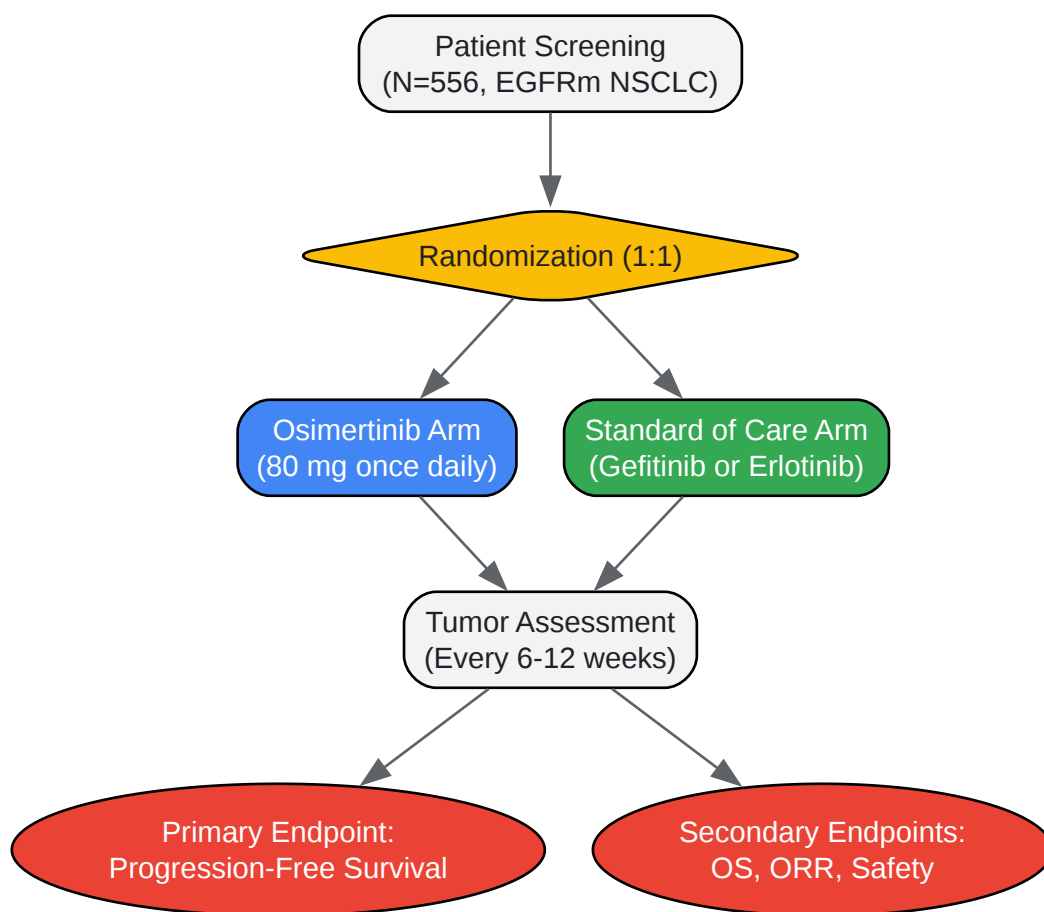 Patient Screening
(N=556, EGFRm NSCLC)
Randomization (1:1)
Osimertinib Arm
(80 mg once daily)
Standard of Care Arm
(Gefitinib or Erlotinib)
Tumor Assessment
(Every 6-12 weeks)
Primary Endpoint:
Progression-Free Survival
Secondary Endpoints:
OS, ORR, Safety